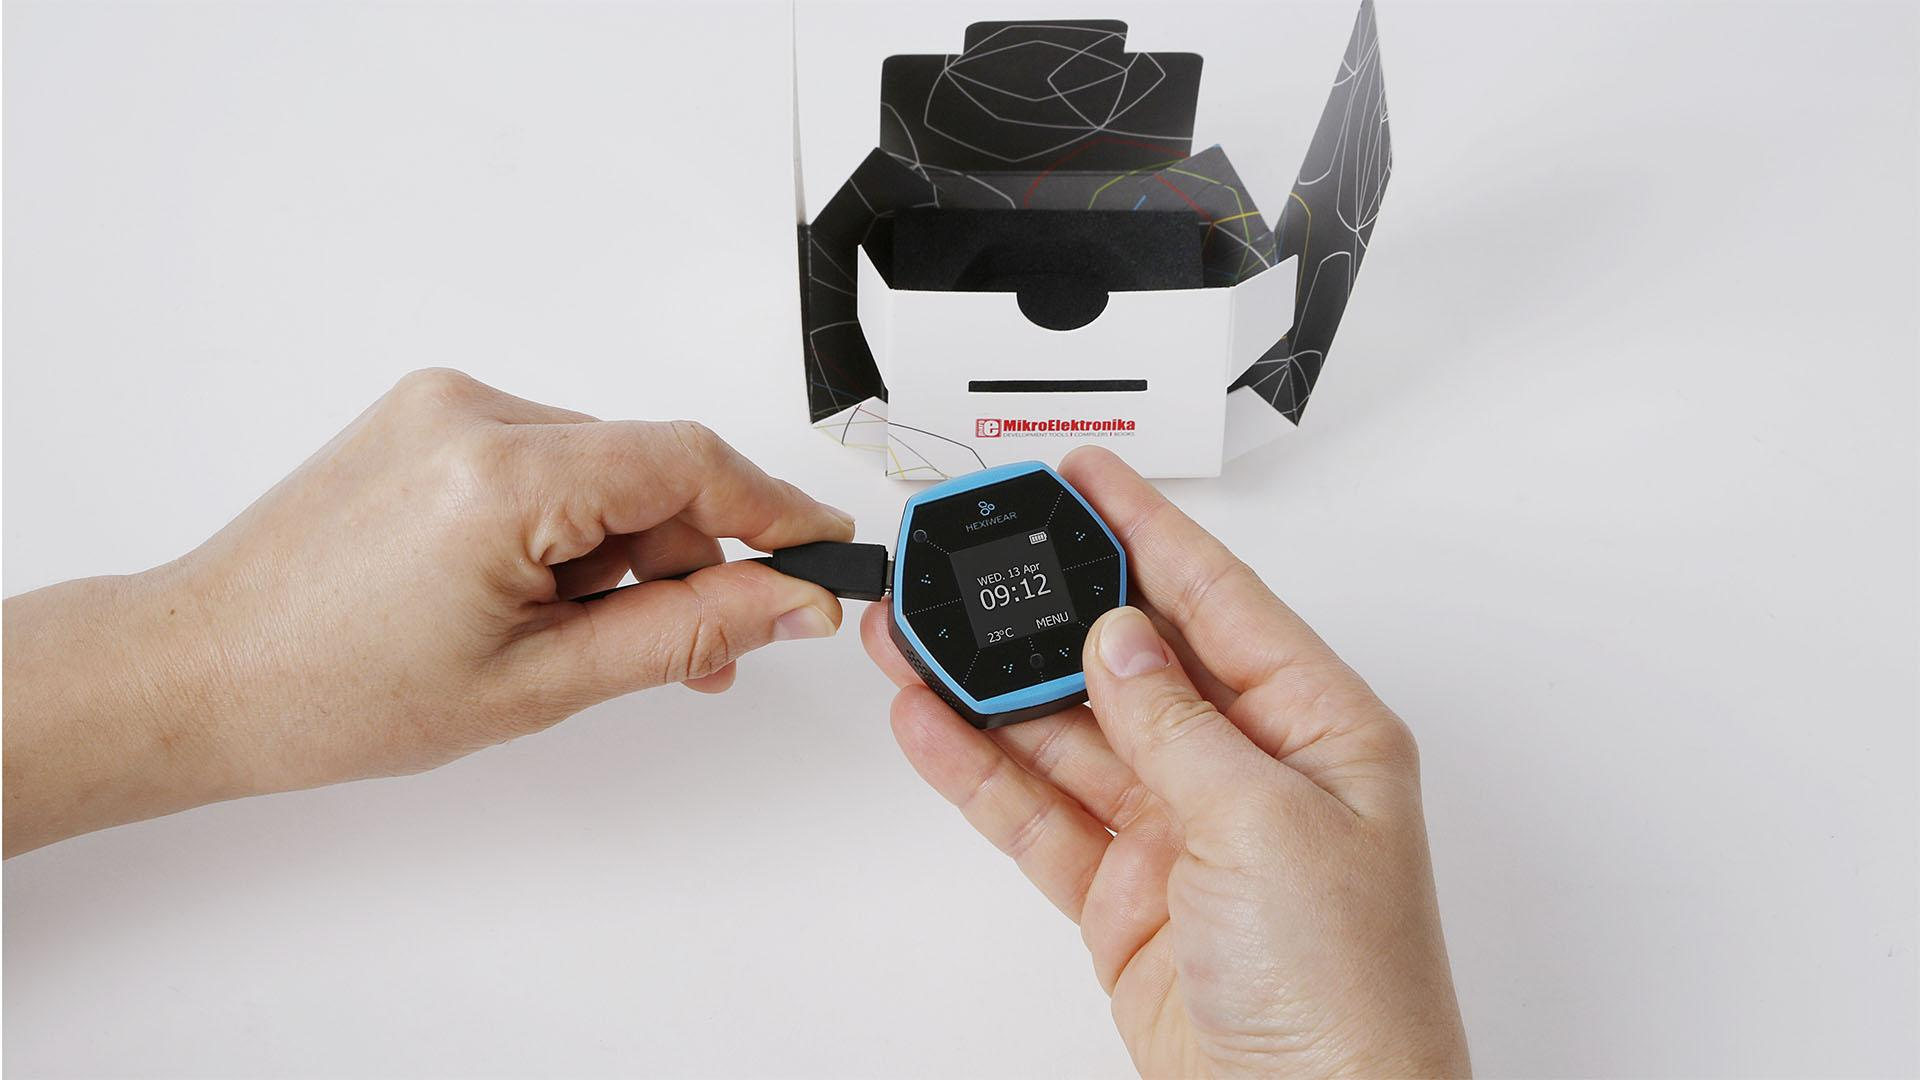 MikroElektronika
DEVELOPMENT TOOLS | COMPILERS | BOOKS
HEXIWEAR
WED. 13 Apr
09:12
23°C MENU